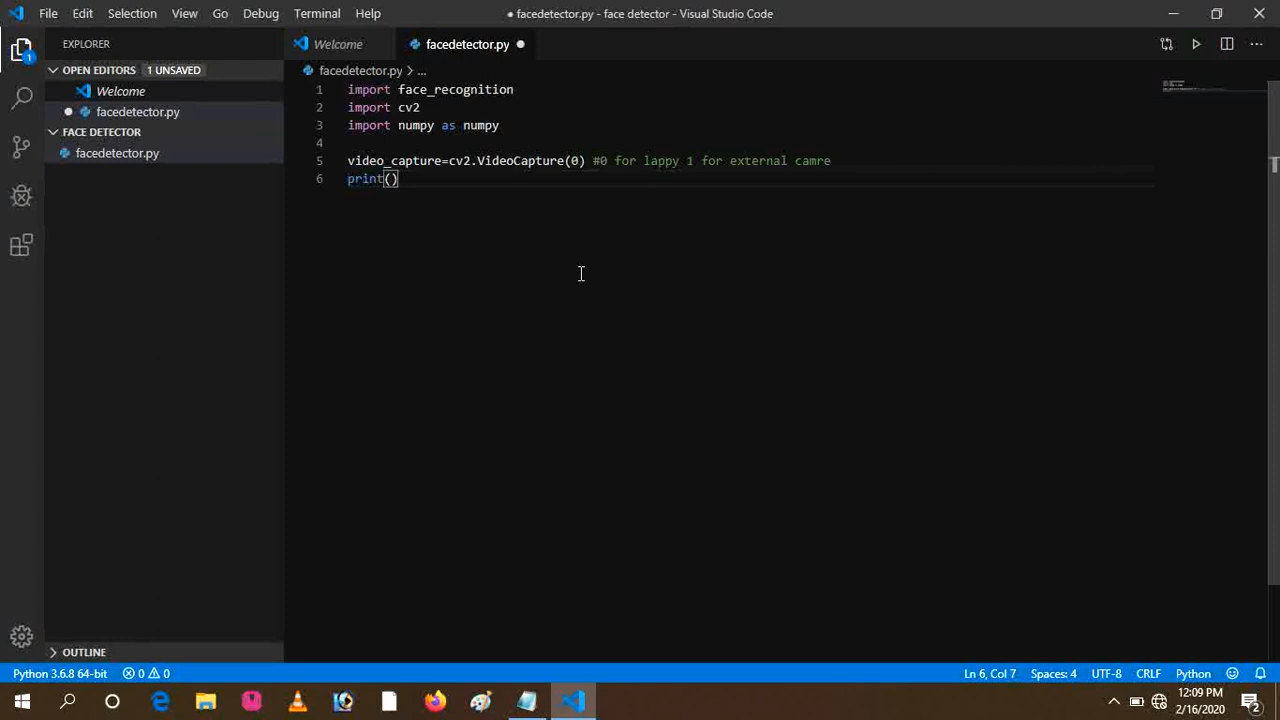 File Edit Selection View Go Debug Terminal Help
● facedetector.py - face detector - Visual Studio Code
EXPLORER
Welcome
facedetector.py
OPEN EDITORS 1 UNSAVED
Welcome
facedetector.py
FACE DETECTOR
facedetector.py
facedetector.py > ...
1 import face_recognition
2 import cv2
3 import numpy as numpy
4
5 video_capture=cv2.VideoCapture(0) #0 for lappy 1 for external camre
6 print()
1
OUTLINE
Python 3.6.8 64-bit 0 0 Ln 6, Col 7 Spaces: 4 UTF-8 CRLF Python
12:09 PM
2/16/2020
2